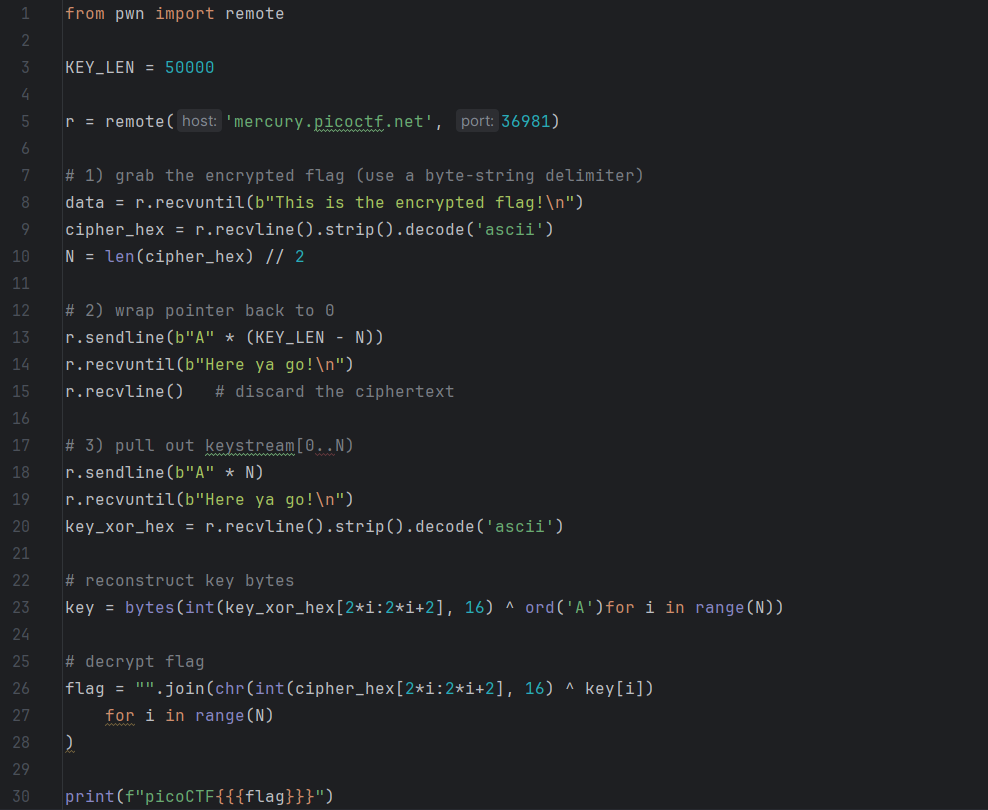 1 from pwn import remote
2
3 KEY_LEN = 50000
4
5 r = remote( host: 'mercury.picoctf.net', port: 36981)
6
7 # 1) grab the encrypted flag (use a byte-string delimiter)
8 data = r.recvuntil(b"This is the encrypted flag!\n")
9 cipher_hex = r.recvline().strip().decode('ascii')
10 N = len(cipher_hex) // 2
11
12 # 2) wrap pointer back to 0
13 r.sendline(b"A" * (KEY_LEN - N))
14 r.recvuntil(b"Here ya go!\n")
15 r.recvline()   # discard the ciphertext
16
17 # 3) pull out keystream[0..N)
18 r.sendline(b"A" * N)
19 r.recvuntil(b"Here ya go!\n")
20 key_xor_hex = r.recvline().strip().decode('ascii')
21
22 # reconstruct key bytes
23 key = bytes(int(key_xor_hex[2*i:2*i+2], 16) ^ ord('A')for i in range(N))
24
25 # decrypt flag
26 flag = "".join(chr(int(cipher_hex[2*i:2*i+2], 16) ^ key[i])
27     for i in range(N)
28 )
29
30 print(f"picoCTF{{{flag}}}")